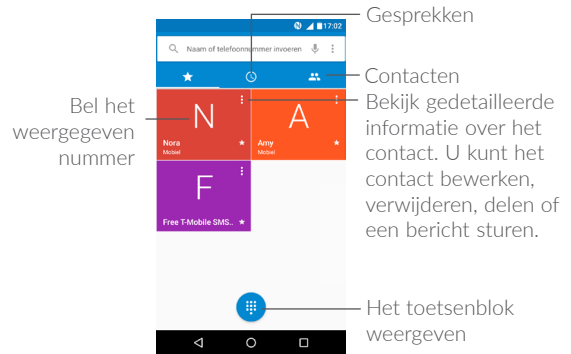 Gesprekken
17:02
Naam of telefoonnummer invoeren
Contacten
Bekijk gedetailleerde
informatie over het
contact. U kunt het
contact bewerken,
verwijderen, delen of
een bericht sturen.
Bel het
weergegeven
nummer
N
Nora
Mobiel
A
Amy
Mobiel
F
Free T-Mobile SMS..
Het toetsenblok
weergeven